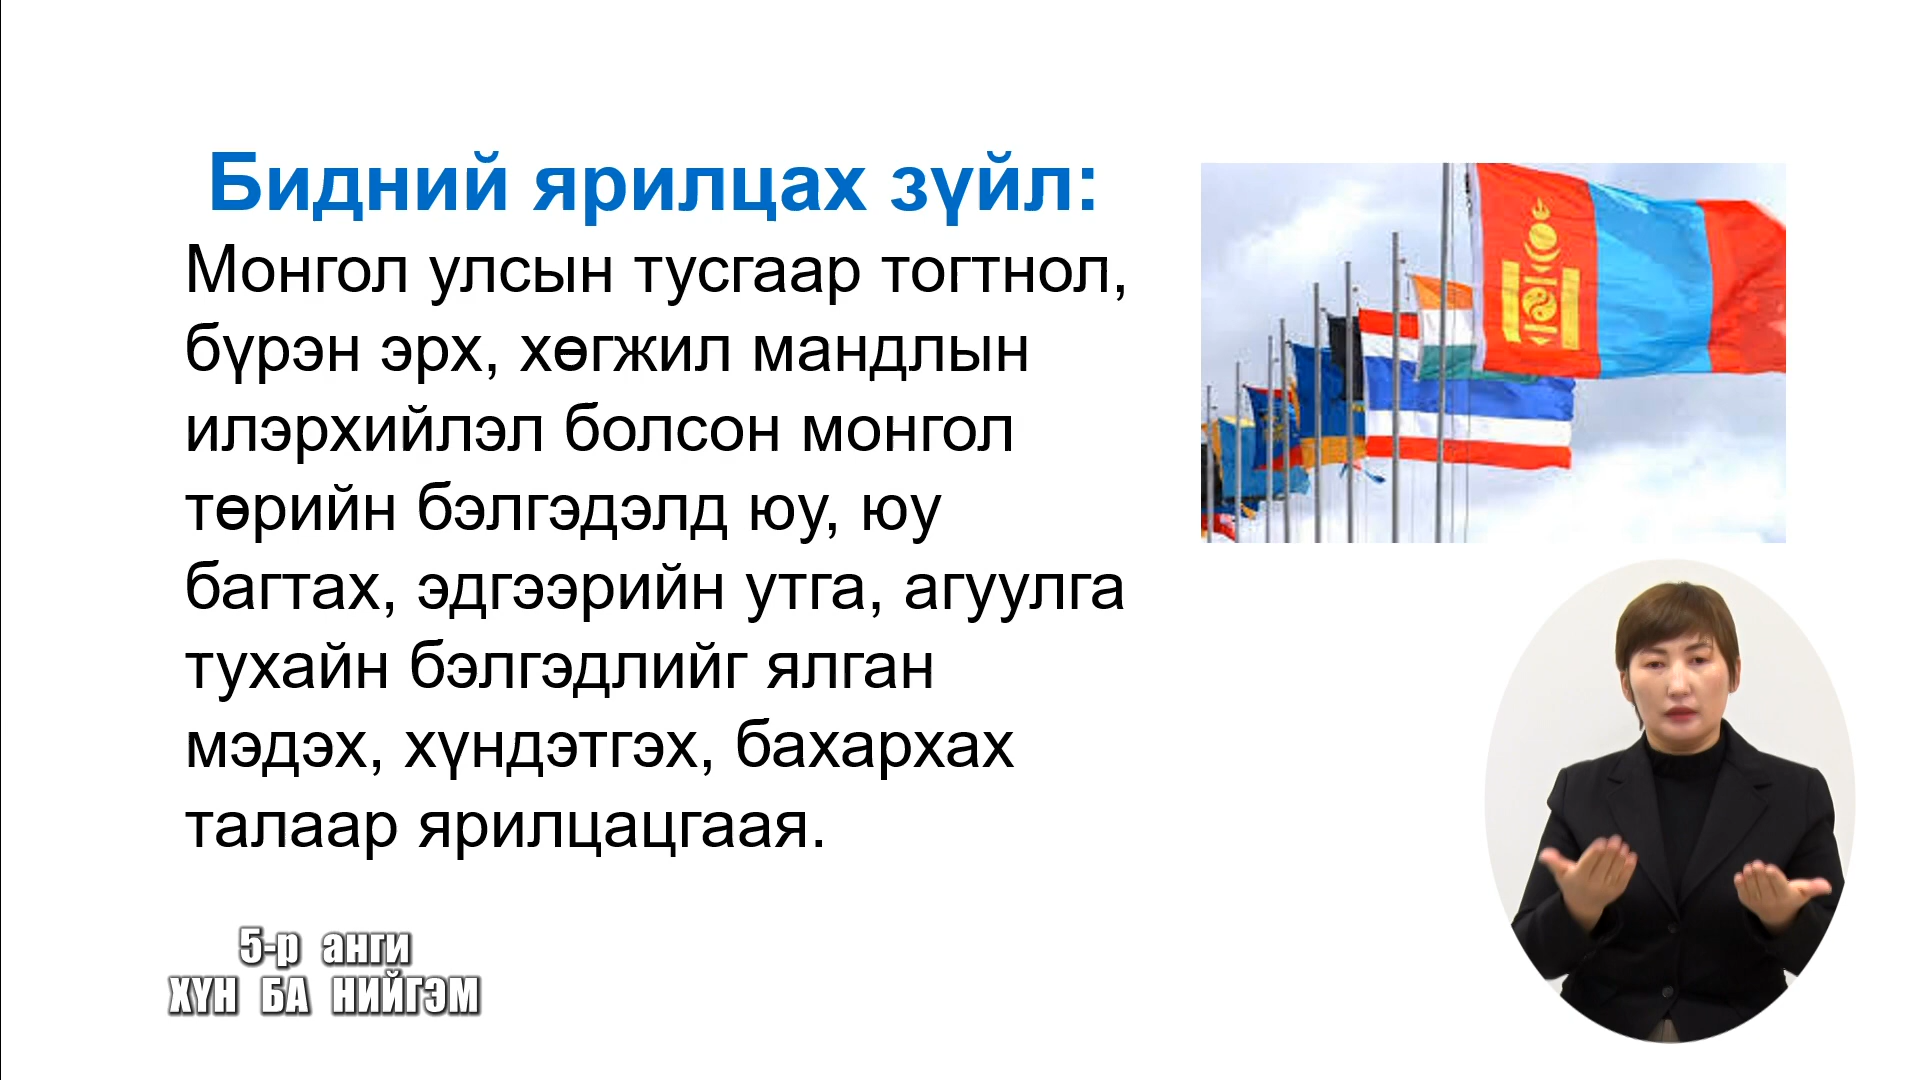 Бидний ярилцах зүйл:
Монгол улсын тусгаар тогтнол,
бүрэн эрх, хөгжил мандлын
илэрхийлэл болсон монгол
төрийн бэлгэдэлд юу, юу
багтах, эдгээрийн утга, агуулга
тухайн бэлгэдлийг ялган
мэдэх, хүндэтгэх, бахархах
талаар ярилцацгаая.
5-р анги
ХҮН БА НИЙГЭМ